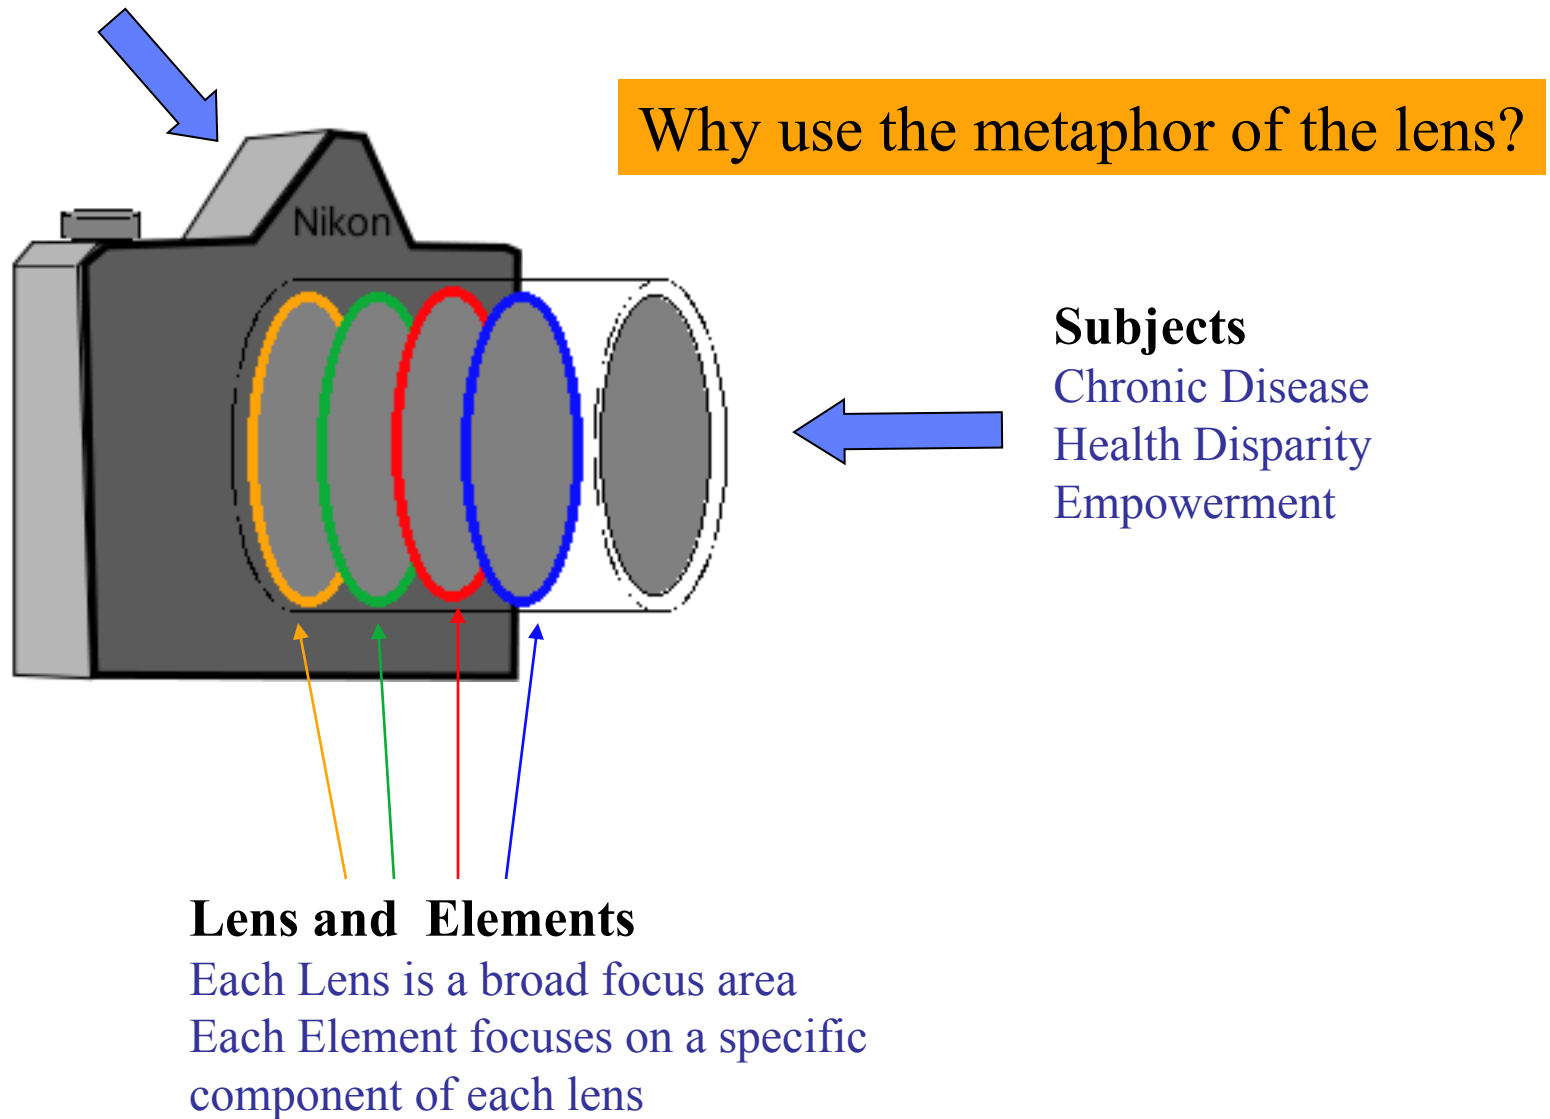 Why use the metaphor of the lens?
Nikon
Subjects
Chronic Disease
Health Disparity
Empowerment
Lens and  Elements
Each Lens is a broad focus area
Each Element focuses on a specific
component of each lens